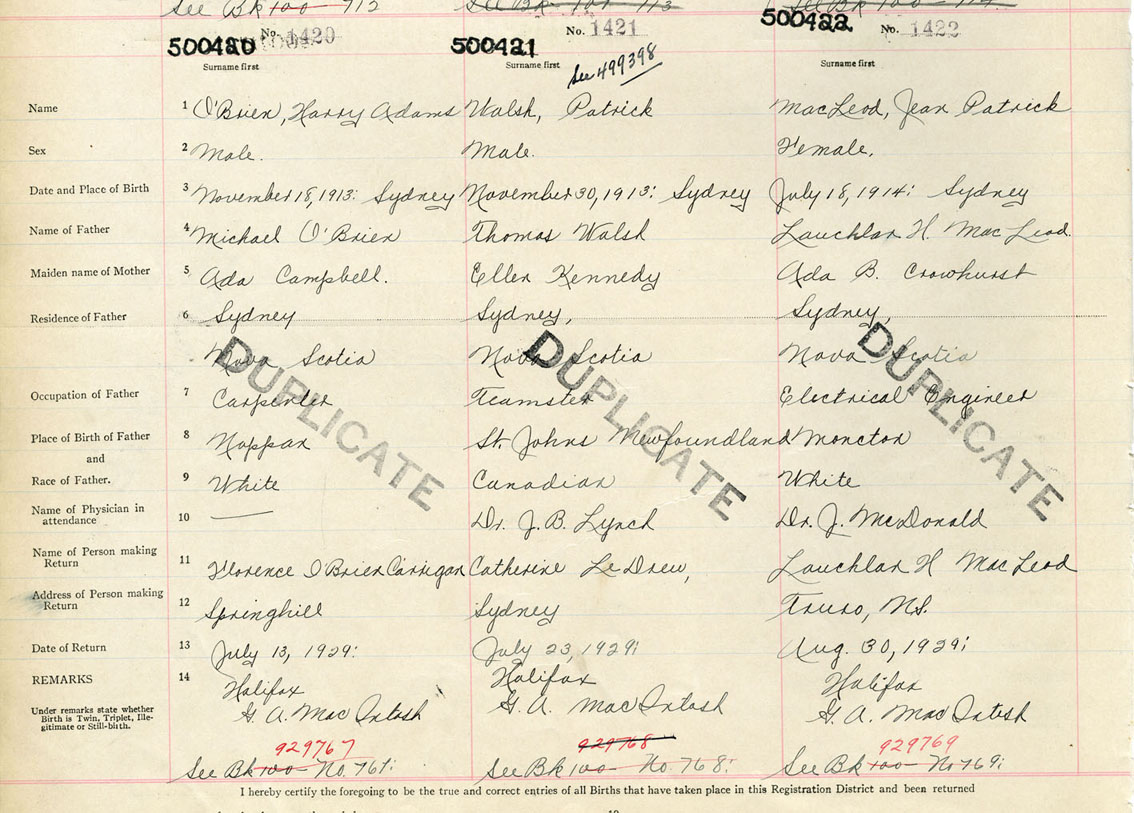 See Bk 100 - 712 See Bk 101 713
500420 No. 1420 500421 No. 1421 500422 No. 1422
Surname first Surname first Surname first
See 499398
Name 1 O'Brien, Harry Adams Walsh, Patrick MacLeod, Jean Patrick
Sex 2 Male. Male. Female.
Date and Place of Birth 3 November 18, 1913: Sydney November 30, 1913: Sydney July 18, 1914: Sydney
Name of Father 4 Michael O'Brien Thomas Walsh Lauchlan H. MacLeod.
Maiden name of Mother 5 Ada Campbell. Ellen Kennedy Ada B. Crowhurst
Residence of Father 6 Sydney Sydney, Sydney,
Nova Scotia Nova Scotia Nova Scotia
DUPLICATE DUPLICATE DUPLICATE
Occupation of Father 7 Carpenter Teamster Electrical Engineer
Place of Birth of Father 8 Nappan St. Johns Newfoundland Moncton
and
Race of Father. 9 White Canadian White
Name of Physician in
attendance 10 — Dr. J. B. Lynch Dr. J. McDonald
Name of Person making
Return 11 Florence O'Brien Carrigan Catherine LeDrew, Lauchlan H MacLeod
Address of Person making
Return 12 Springhill Sydney Truro, N.S.
Date of Return 13 July 13, 1929: July 23, 1929: Aug. 30, 1929:
REMARKS 14 Halifax Halifax Halifax
Under remarks state whether
Birth is Twin, Triplet, Ille-
gitimate or Still-birth.
G. A. MacIntosh G. A. MacIntosh G. A. MacIntosh
929767 929768 929769
See Bk 100 - No. 767: See Bk 100 - No. 768: See Bk 100 - No 769:
I hereby certify the foregoing to be the true and correct entries of all Births that have taken place in this Registration District and been returned